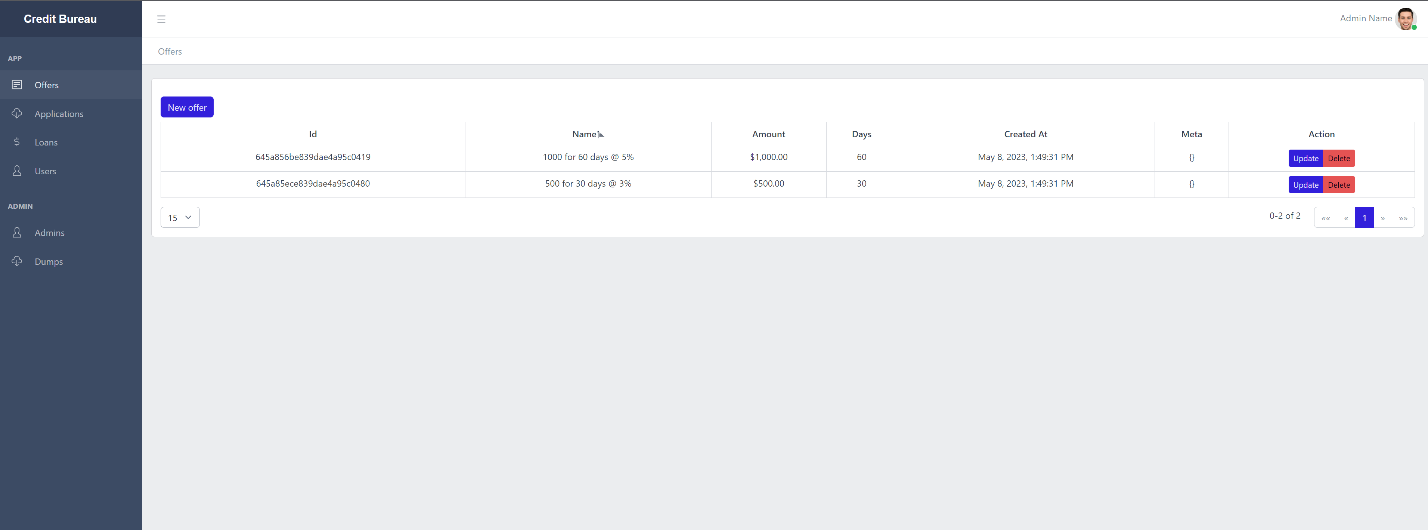 Credit Bureau
☰
Admin Name
APP
Offers
Applications
Loans
Users
ADMIN
Admins
Dumps
Offers
New offer
Id Name Amount Days Created At Meta Action
645a856be839dae4a95c0419 1000 for 60 days @ 5% $1,000.00 60 May 8, 2023, 1:49:31 PM {} Update Delete
645a85ece839dae4a95c0480 500 for 30 days @ 3% $500.00 30 May 8, 2023, 1:49:31 PM {} Update Delete
15 0-2 of 2 «« « 1 » »»